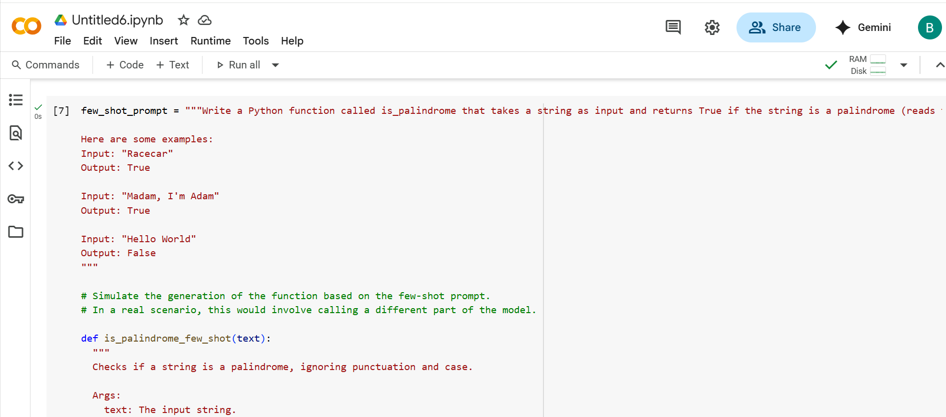 Untitled6.ipynb
File Edit View Insert Runtime Tools Help
Share
Gemini
B
Commands + Code + Text Run all
RAM
Disk
[7] few_shot_prompt = """Write a Python function called is_palindrome that takes a string as input and returns True if the string is a palindrome (reads
0s
Here are some examples:
Input: "Racecar"
Output: True
Input: "Madam, I'm Adam"
Output: True
Input: "Hello World"
Output: False
"""
# Simulate the generation of the function based on the few-shot prompt.
# In a real scenario, this would involve calling a different part of the model.
def is_palindrome_few_shot(text):
"""
Checks if a string is a palindrome, ignoring punctuation and case.
Args:
text: The input string.